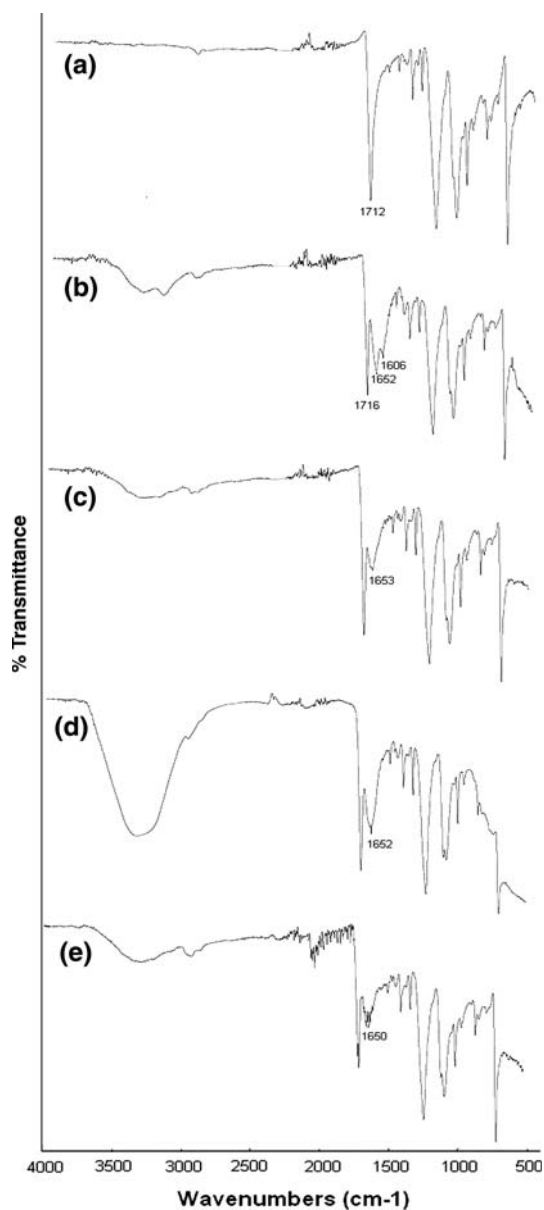 (a)
1712
(b)
1606
1652
1716
(c)
1653
% Transmittance
(d)
1652
(e)
1650
4000 3500 3000 2500 2000 1500 1000 500
Wavenumbers (cm-1)